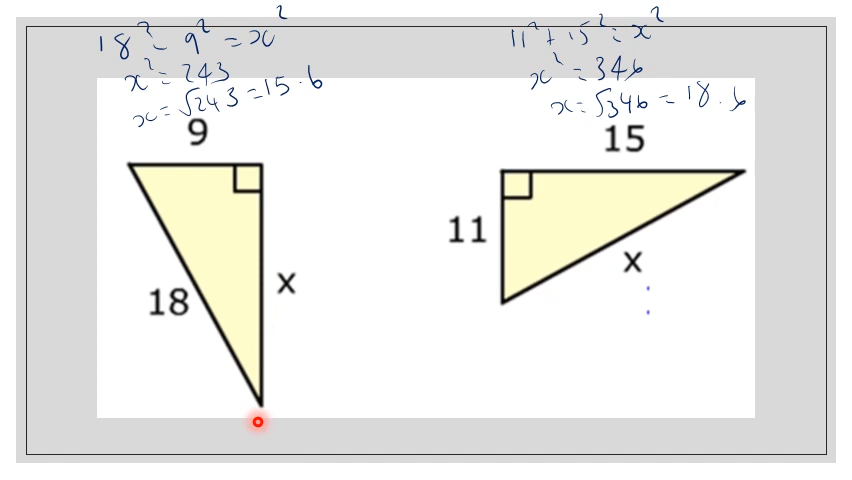 18² - 9² = x²
x² = 243
x = √243 = 15.6
9
18
x
11² + 15² = x²
x² = 346
x = √346 = 18.6
15
11
x